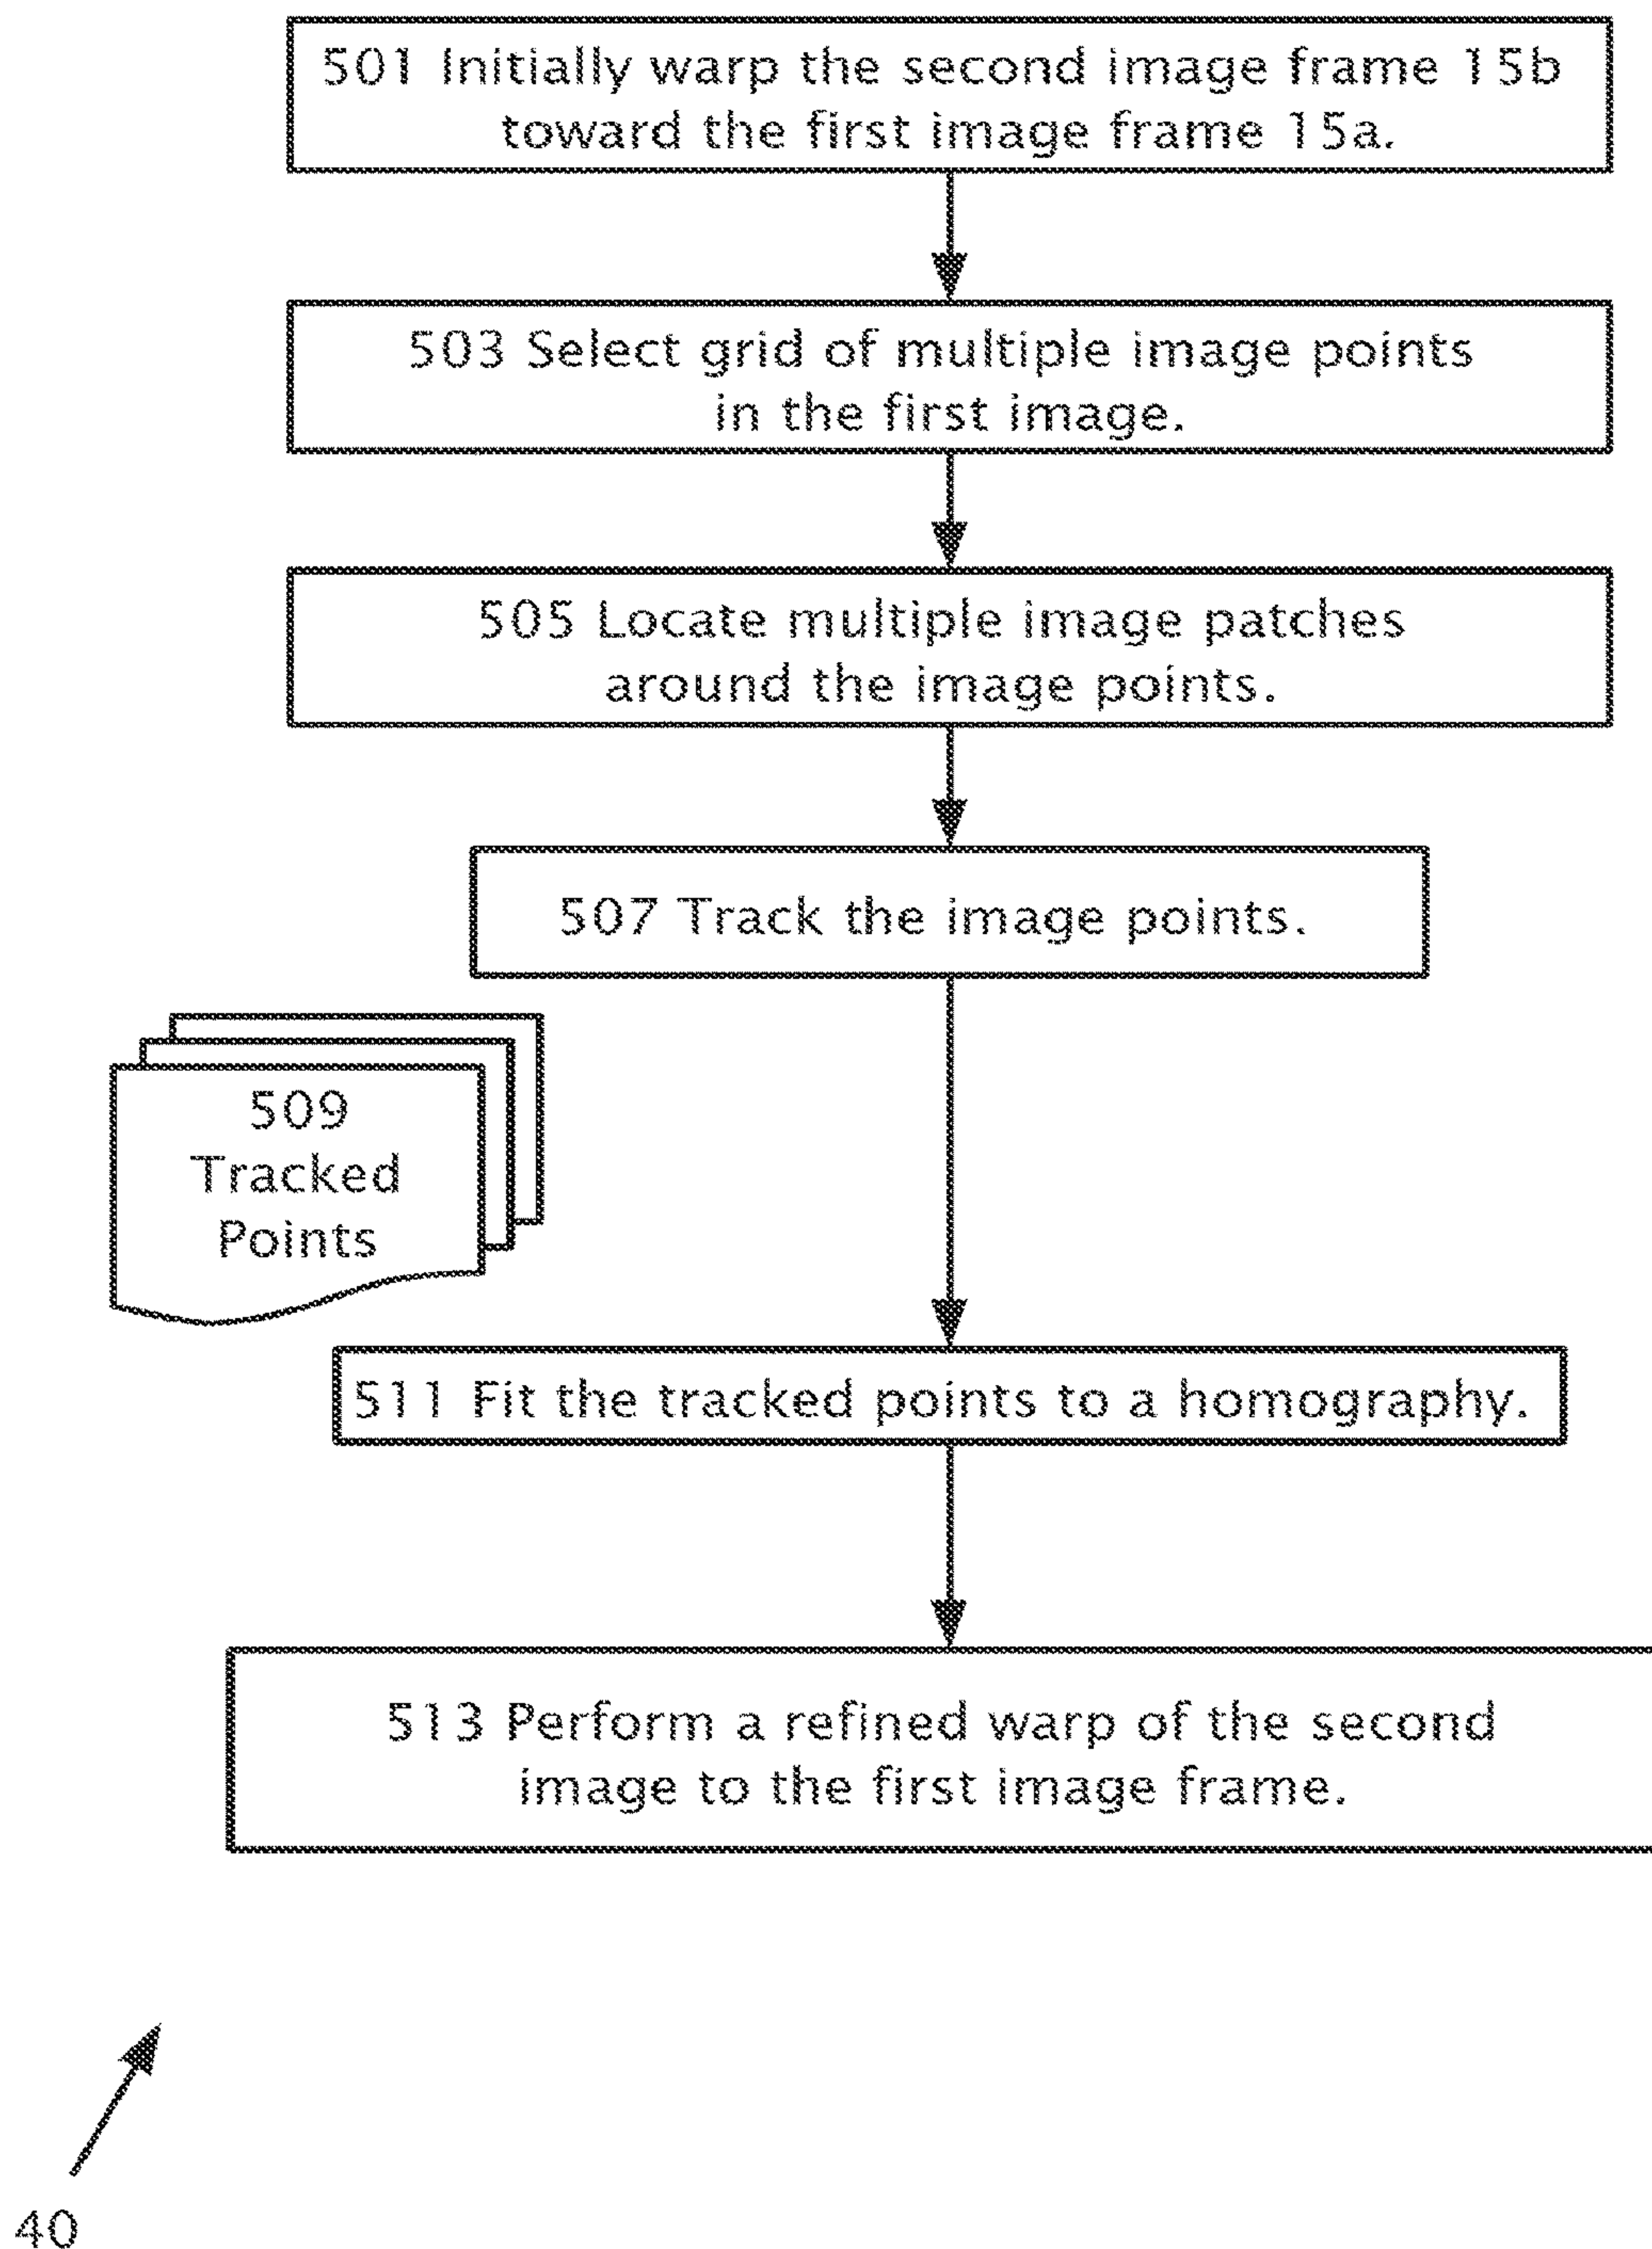 501 Initially warp the second image frame 15b
toward the first image frame 15a.
503 Select grid of multiple image points
in the first image.
505 Locate multiple image patches
around the image points.
507 Track the image points.
509
Tracked
Points
511 Fit the tracked points to a homography.
513 Perform a refined warp of the second
image to the first image frame.
40